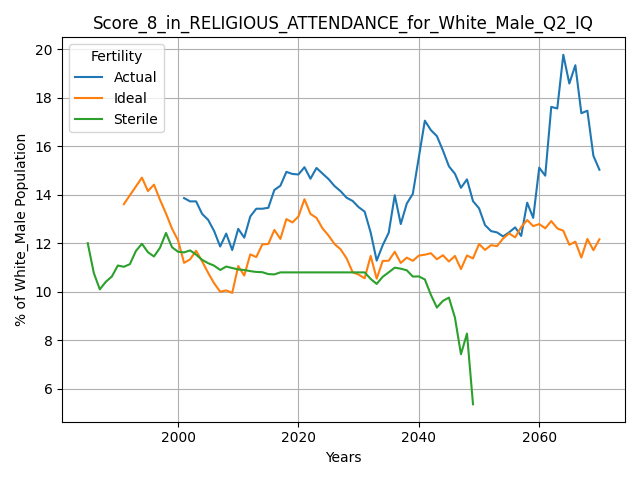 Score_8_in_RELIGIOUS_ATTENDANCE_for_White_Male_Q2_IQ
Fertility
Actual
Ideal
Sterile
% of White_Male Population
20
18
16
14
12
10
8
6
2000
2020
2040
2060
Years